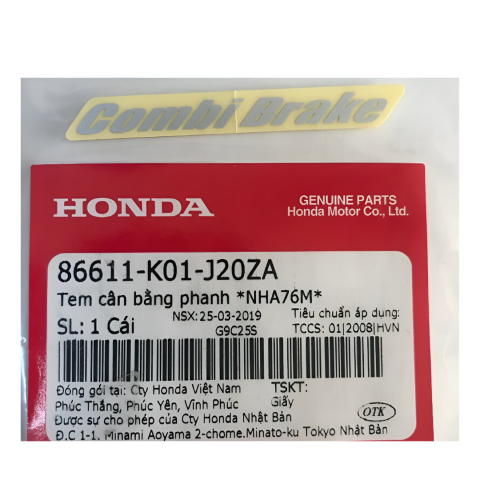 Combi Brake
HONDA
GENUINE PARTS
Honda Motor Co., Ltd.
86611-K01-J20ZA
Tem cân bằng phanh *NHA76M*
SL: 1 Cái
NSX: 25-03-2019
G9C25S
Tiêu chuẩn áp dụng:
TCCS: 01|2008|HVN
Đóng gói tại: Cty Honda Việt Nam
Phúc Thắng, Phúc Yên, Vĩnh Phúc
TSKT:
Giấy
Được sự cho phép của Cty Honda Nhật Bản
Đ.C 1-1. Minami Aoyama 2-chome.Minato-ku Tokyo Nhật Bản
OTK